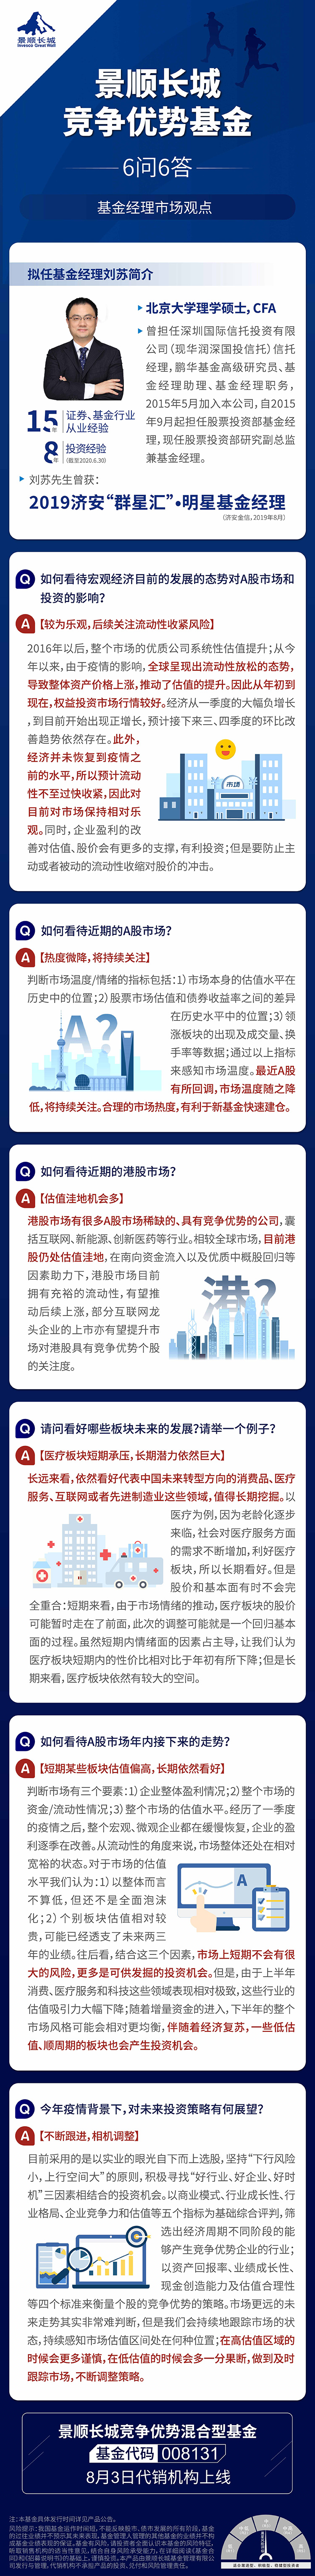 景顺长城
Invesco Great Wall
景顺长城
竞争优势基金
6问6答
基金经理市场观点
拟任基金经理刘苏简介
北京大学理学硕士，CFA
曾担任深圳国际信托投资有限
公司（现华润深国投信托）信托
经理，鹏华基金高级研究员、基
金经理助理、基金经理职务，
2015年5月加入本公司，自2015
年9月起担任股票投资部基金经
理，现任股票投资部研究副总监
兼基金经理。
15年 证券、基金行业
从业经验
8年 投资经验
（截至2020.6.30）
刘苏先生曾获：
2019济安“群星汇”•明星基金经理
（济安金信，2019年8月）
Q 如何看待宏观经济目前的发展的态势对A股市场和
投资的影响？
A 【较为乐观，后续关注流动性收紧风险】
2016年以后，整个市场的优质公司系统性估值提升；从今
年以来，由于疫情的影响，全球呈现出流动性放松的态势，
导致整体资产价格上涨，推动了估值的提升。因此从年初到
现在，权益投资市场行情较好。经济从一季度的大幅负增长
，到目前开始出现正增长，预计接下来三、四季度的环比改
善趋势依然存在。此外，
经济并未恢复到疫情之
前的水平，所以预计流动
性不至过快收紧，因此对
目前对市场保持相对乐
观。同时，企业盈利的改
善对估值、股价会有更多的支撑，有利投资；但是要防止主
动或者被动的流动性收缩对股价的冲击。
市场
Q 如何看待近期的A股市场？
A 【热度微降，将持续关注】
判断市场温度/情绪的指标包括：1）市场本身的估值水平在
历史中的位置；2）股票市场估值和债券收益率之间的差异
在历史水平中的位置；3）领
涨板块的出现及成交量、换
手率等数据；通过以上指标
来感知市场温度。最近A股
有所回调，市场温度随之降
低，将持续关注。合理的市场热度，有利于新基金快速建仓。
A？
Q 如何看待近期的港股市场？
A 【估值洼地机会多】
港股市场有很多A股市场稀缺的、具有竞争优势的公司，囊
括互联网、新能源、创新医药等行业。相较全球市场，目前港
股仍处估值洼地，在南向资金流入以及优质中概股回归等
因素助力下，港股市场目前
拥有充裕的流动性，有望推
动后续上涨，部分互联网龙
头企业的上市亦有望提升市
场对港股具有竞争优势个股
的关注度。
港？
Q 请问看好哪些板块未来的发展？请举一个例子？
A 【医疗板块短期承压，长期潜力依然巨大】
长远来看，依然看好代表中国未来转型方向的消费品、医疗
服务、互联网或者先进制造业这些领域，值得长期挖掘。以
医疗为例，因为老龄化逐步
来临，社会对医疗服务方面
的需求不断增加，利好医疗
板块，所以长期看好。但是
股价和基本面有时不会完
全重合：短期来看，由于市场情绪的推动，医疗板块的股价
可能暂时走在了前面，此次的调整可能就是一个回归基本
面的过程。虽然短期内情绪面的因素占主导，让我们认为
医疗板块短期内的性价比相对比于年初有所下降；但是长
期来看，医疗板块依然有较大的空间。
Q 如何看待A股市场年内接下来的走势？
A 【短期某些板块估值偏高，长期依然看好】
判断市场有三个要素：1）企业整体盈利情况；2）整个市场的
资金/流动性情况；3）整个市场的估值水平。经历了一季度
的疫情之后，整个宏观、微观企业都在缓慢恢复，企业的盈
利逐季在改善。从流动性的角度来说，市场整体还处在相对
宽裕的状态。对于市场的估值
水平我们认为：1）以整体而言
不算低，但还不是全面泡沫
化；2）个别板块估值相对较
贵，可能已经透支了未来两三
年的业绩。往后看，结合这三个因素，市场上短期不会有很
大的风险，更多是可供发掘的投资机会。但是，由于上半年
消费、医药和科技这些领域表现相对极致，这些行业的
估值吸引力大幅下降；随着增量资金的进入，下半年的整个
市场风格可能会相对更均衡，伴随着经济复苏，一些低估
值、顺周期的板块也会产生投资机会。
A
Q 今年疫情背景下，对未来投资策略有何展望？
A 【不断跟进，相机调整】
目前采用的是以实业的眼光自下而上选股，坚持“下行风险
小，上行空间大”的原则，积极寻找“好行业、好企业、好时
机”三因素相结合的投资机会。以商业模式、行业成长性、行
业格局、企业竞争力和估值等五个指标为基础综合评判，筛
选出经济周期不同阶段的能
够产生竞争优势企业的行业；
以资产回报率、业绩成长性、
现金创造能力及估值合理性
等四个标准来衡量个股的竞争优势的策略。市场更远的未
来走势其实非常难判断，但是我们会持续地跟踪市场的状
态，持续感知市场估值区间处在何种位置；在高估值区域的
时候会更多谨慎，在低估值的时候会多一分果断，做到及时
跟踪市场，不断调整策略。
景顺长城竞争优势混合型基金
基金代码 008131
8月3日代销机构上线
注：本基金具体发行时间详见产品公告。
风险提示：我国基金运作时间短，不能反映股市、债市发展的所有阶段，基金
的过往业绩并不预示其未来表现，基金管理人管理的其他基金的业绩并不构
成基金业绩表现的保证。基金有风险，请投资者全面认识本基金的风险特征，
听取销售机构的适当性意见，结合自身风险承受能力，在详细阅读《基金合
同》和《招募说明书》的基础上，谨慎投资。本产品由景顺长城基金管理有限公
司发行与管理，代销机构不承担产品的投资、兑付和风险管理责任。